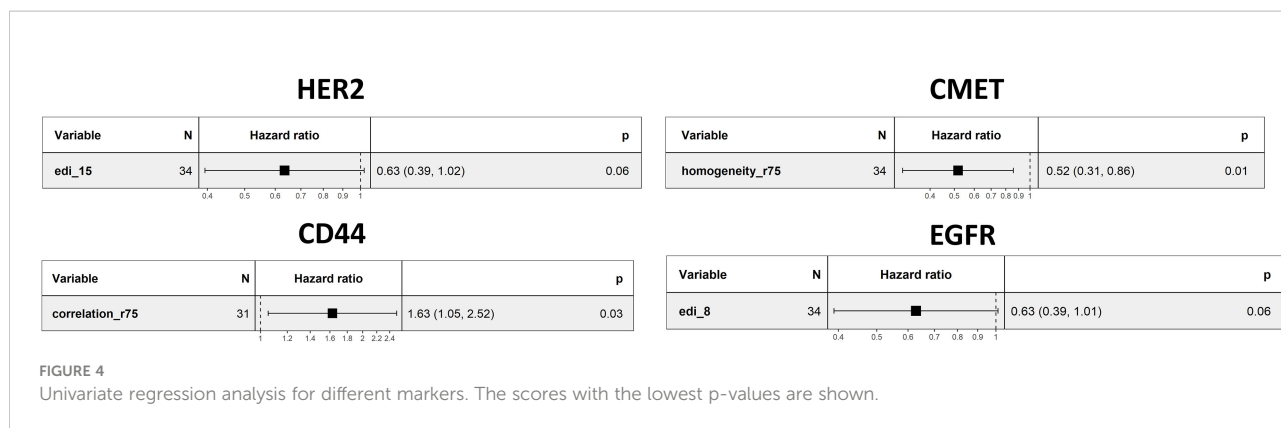 HER2
Variable N Hazard ratio p
edi_15 34 0.63 (0.39, 1.02) 0.06
0.4 0.5 0.6 0.7 0.8 0.9 1
CMET
Variable N Hazard ratio p
homogeneity_r75 34 0.52 (0.31, 0.86) 0.01
0.4 0.5 0.6 0.7 0.8 0.9 1
CD44
Variable N Hazard ratio p
correlation_r75 31 1.63 (1.05, 2.52) 0.03
1 1.2 1.4 1.6 1.8 2 2.2 2.4
EGFR
Variable N Hazard ratio p
edi_8 34 0.63 (0.39, 1.01) 0.06
0.4 0.5 0.6 0.7 0.8 0.9 1
FIGURE 4
Univariate regression analysis for different markers. The scores with the lowest p-values are shown.